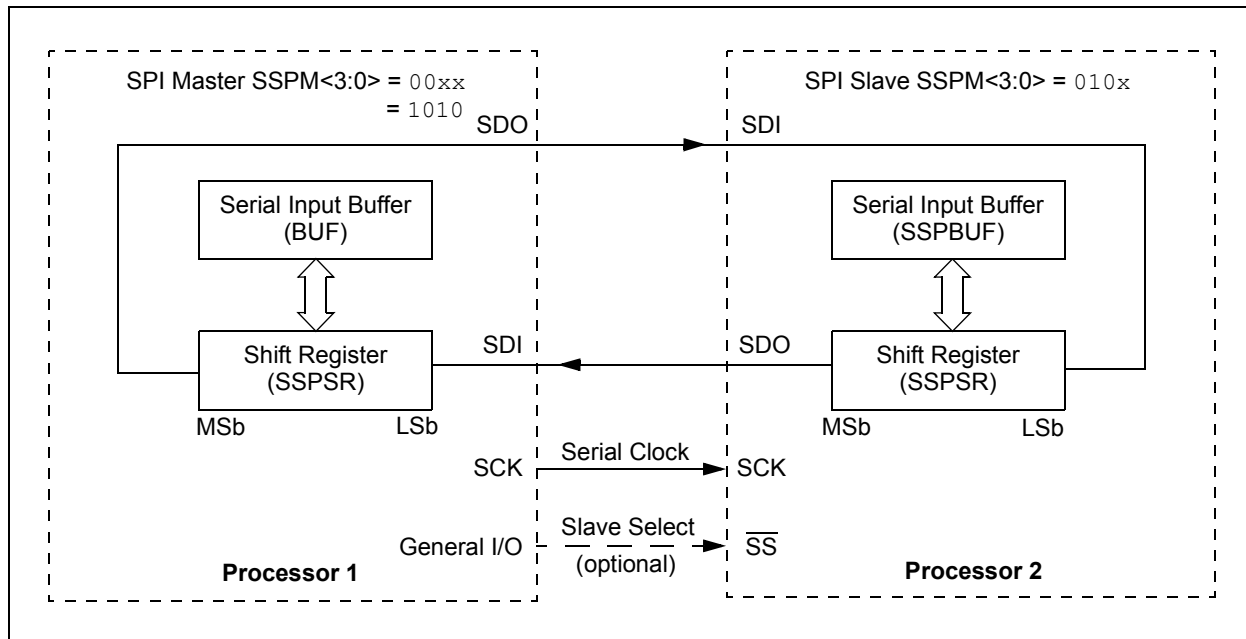 SPI Master SSPM<3:0> = 00xx
= 1010
SDO
Serial Input Buffer
(BUF)
Shift Register
(SSPSR)
MSb
LSb
SDI
SCK
General I/O
Processor 1
Serial Clock
Slave Select
(optional)
SPI Slave SSPM<3:0> = 010x
SDI
Serial Input Buffer
(SSPBUF)
SDO
Shift Register
(SSPSR)
MSb
LSb
SCK
SS
Processor 2